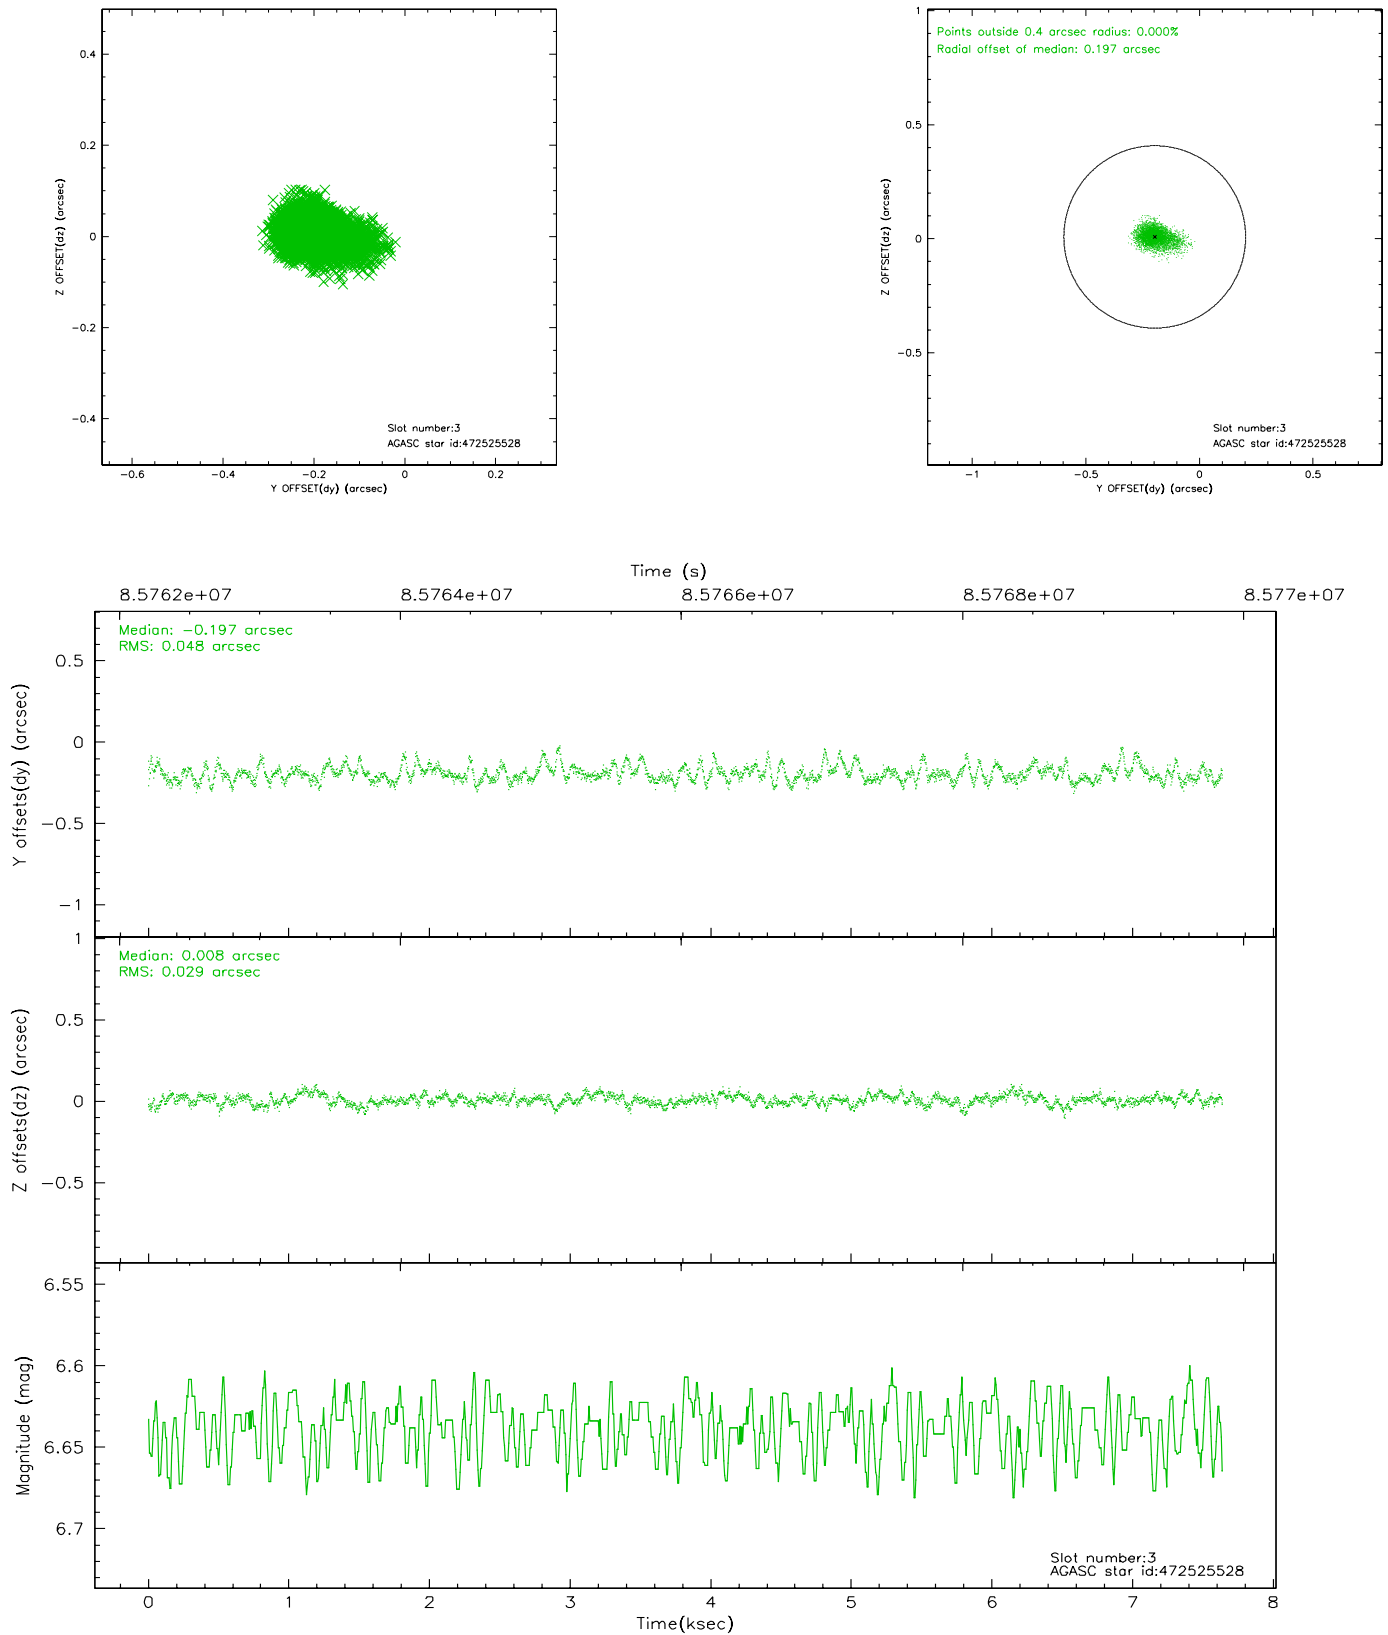 0.4
0.2
0
−0.2
−0.4
Z OFFSET(dz) (arcsec)
Slot number:3
AGASC star id:472525528
−0.6 −0.4 −0.2 0 0.2
Y OFFSET(dy) (arcsec)
Points outside 0.4 arcsec radius: 0.000%
Radial offset of median: 0.197 arcsec
1
0.5
0
−0.5
Z OFFSET(dz) (arcsec)
Slot number:3
AGASC star id:472525528
−1 −0.5 0 0.5
Y OFFSET(dy) (arcsec)
Time (s)
8.5762e+07 8.5764e+07 8.5766e+07 8.5768e+07 8.577e+07
Median: −0.197 arcsec
RMS: 0.048 arcsec
0.5
0
−0.5
−1
Y offsets(dy) (arcsec)
Median: 0.008 arcsec
RMS: 0.029 arcsec
1
0.5
0
−0.5
Z offsets(dz) (arcsec)
6.55
6.6
6.65
6.7
Magnitude (mag)
Slot number:3
AGASC star id:472525528
0 1 2 3 4 5 6 7 8
Time(ksec)